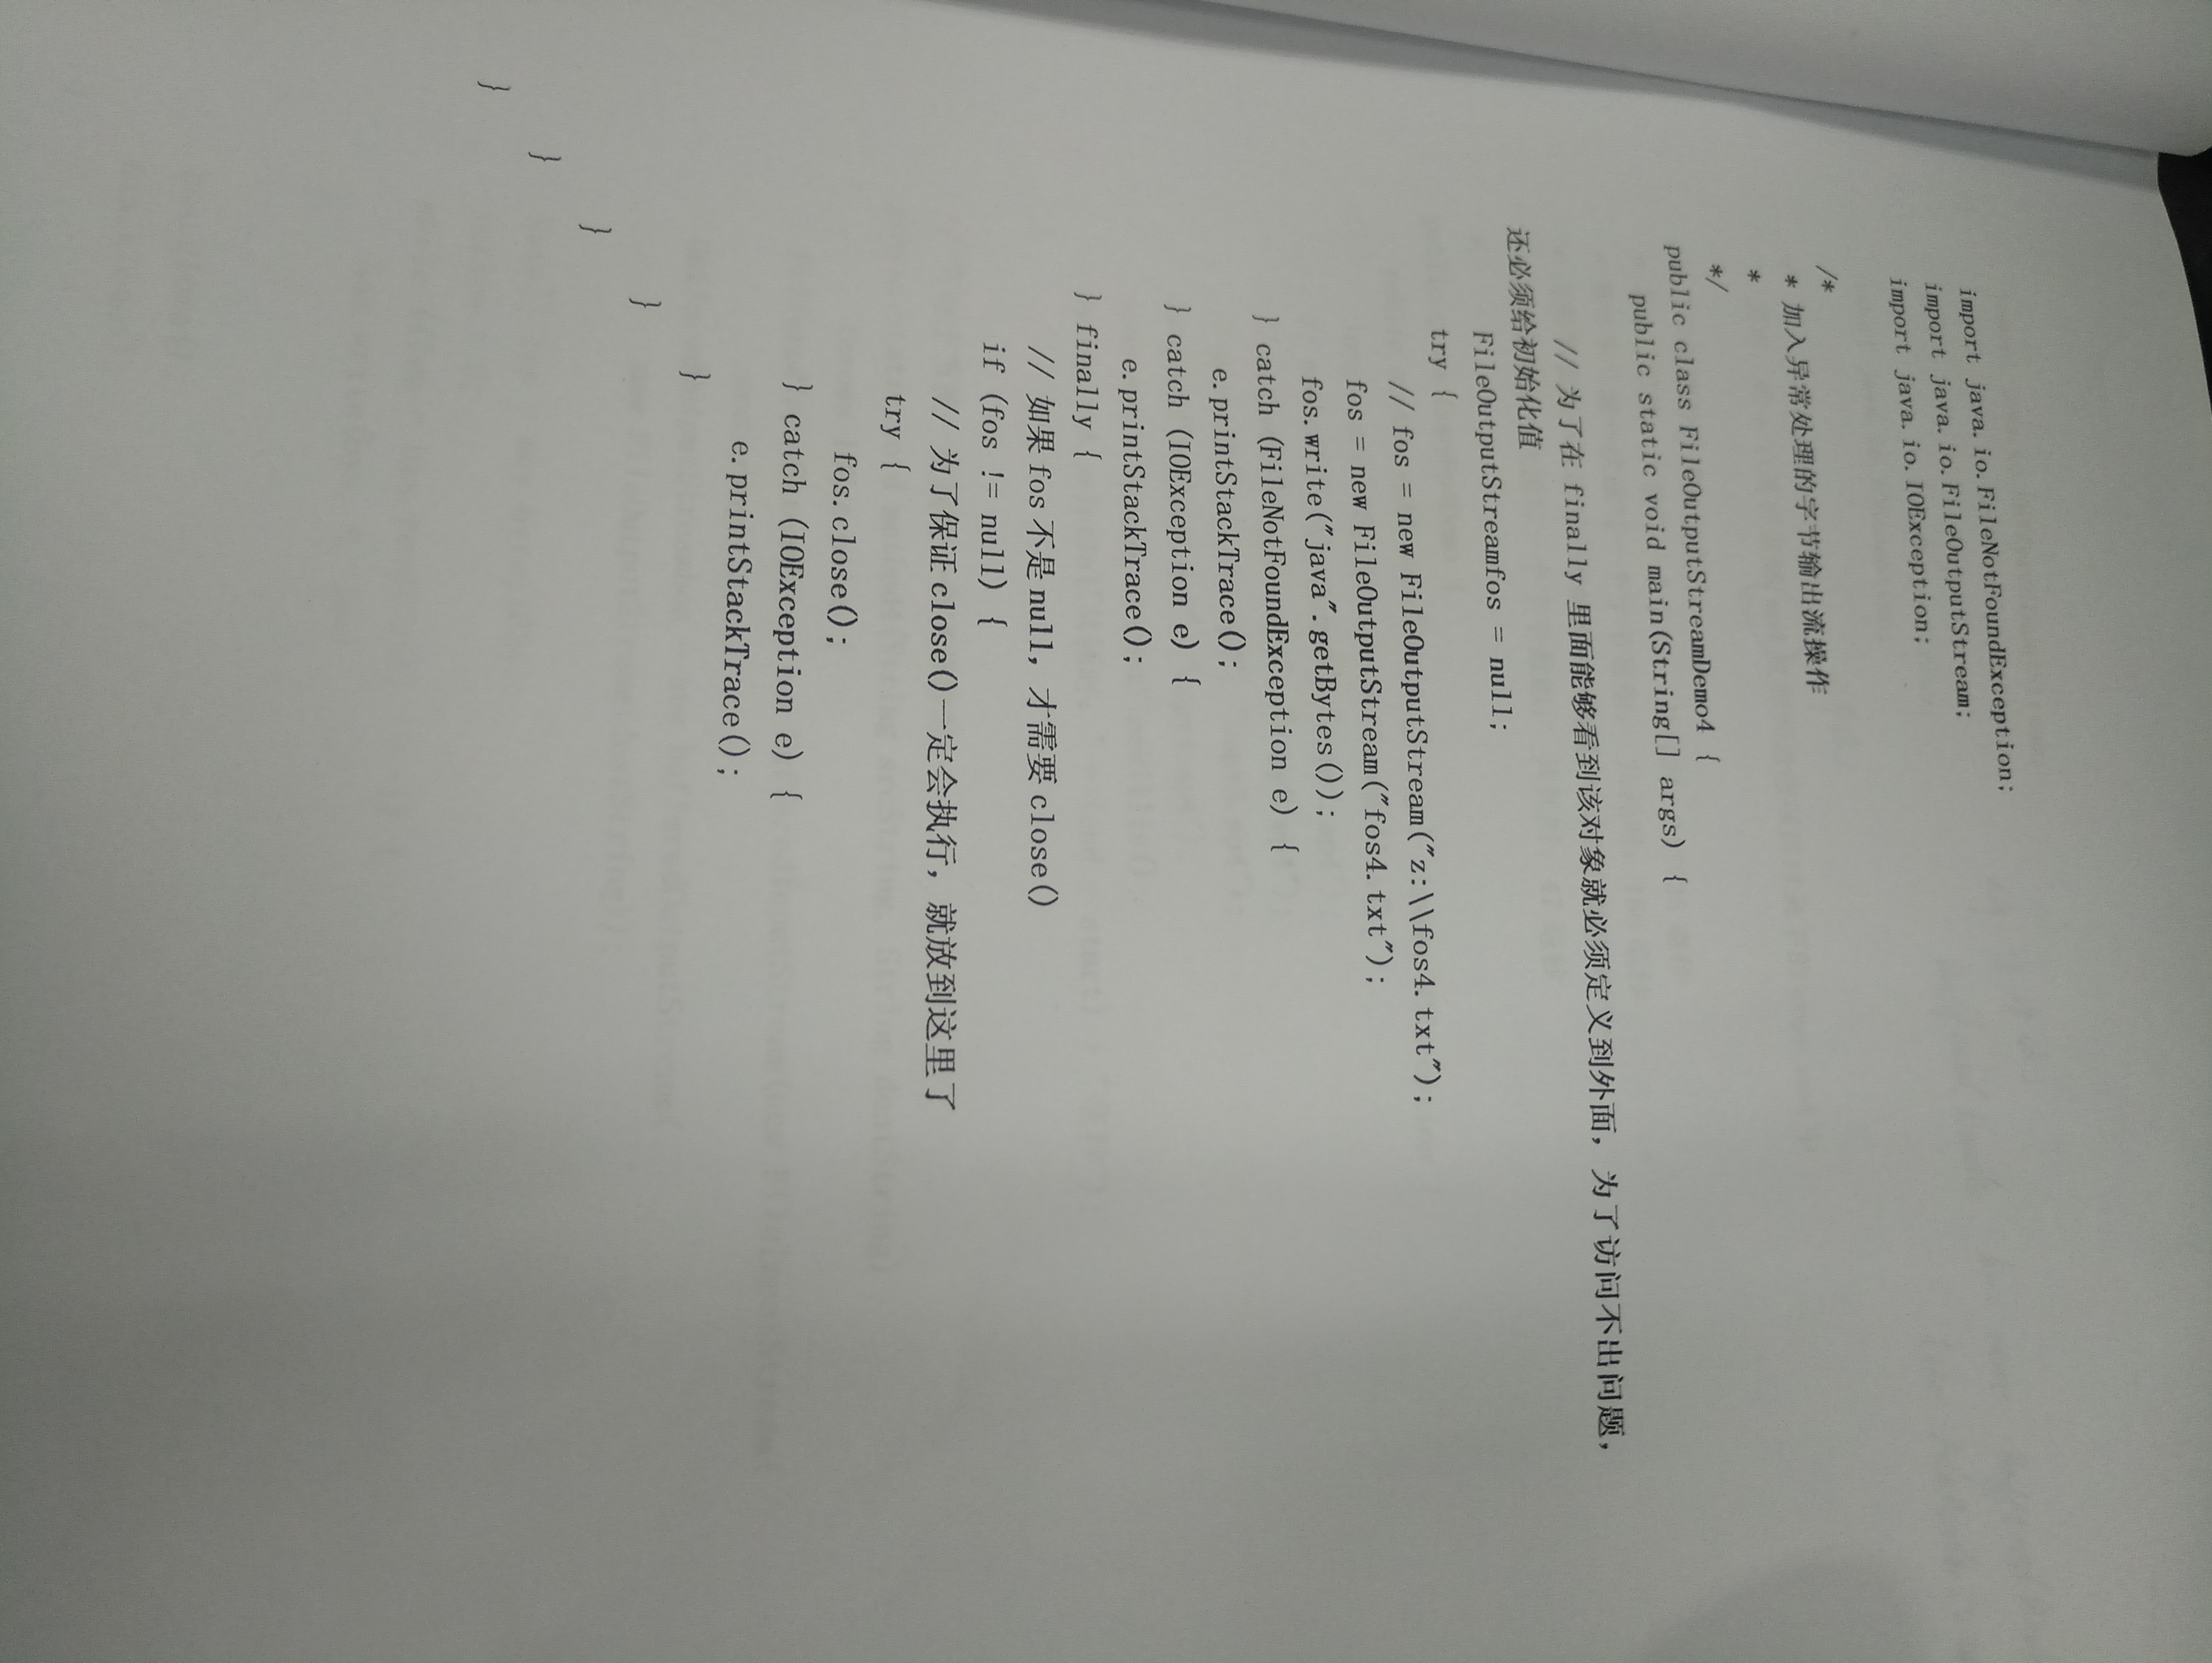 import java.io.FileNotFoundException;
import java.io.FileOutputStream;
import java.io.IOException;
/*
* 加入异常处理的字节输出流操作
*
*/
public class FileOutputStreamDemo4 {
public static void main(String[] args) {
// 为了在 finally 里面能够看到该对象就必须定义到外面，为了访问不出问题，
还必须给初始化值
FileOutputStreamfos = null;
try {
// fos = new FileOutputStream("z:\\fos4.txt");
fos = new FileOutputStream("fos4.txt");
fos.write("java".getBytes());
} catch (FileNotFoundException e) {
e.printStackTrace();
} catch (IOException e) {
e.printStackTrace();
} finally {
// 如果 fos 不是 null，才需要 close()
if (fos != null) {
// 为了保证 close()一定会执行，就放到这里了
try {
fos.close();
} catch (IOException e) {
e.printStackTrace();
}
}
}
}
}